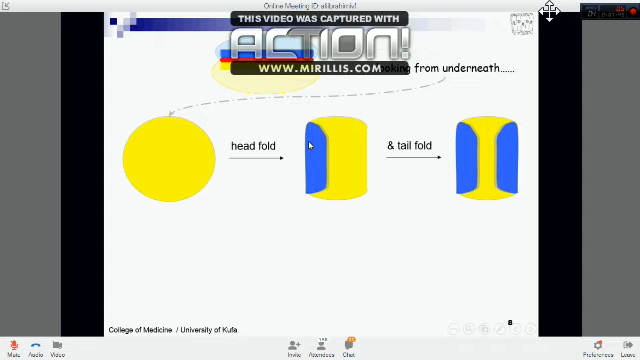 Online Meeting ID: aliibrahimlv1
THIS VIDEO WAS CAPTURED WITH
ACTION!
WWW.MIRILLIS.COM
oking from underneath......
head fold
& tail fold
8
College of Medicine / University of Kufa
Mute
Audio
Video
Invite
Attendees
Chat
Preferences
Leave